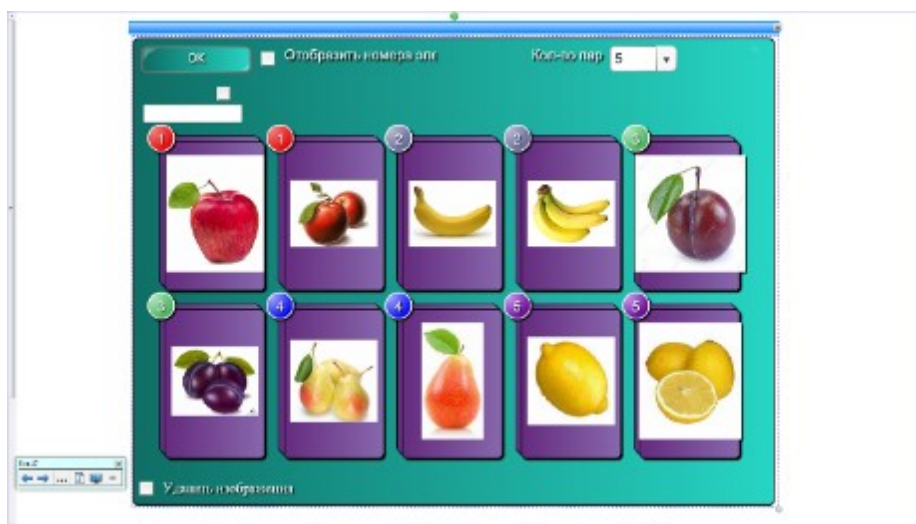 OK
Отобразить номера
Кол-во пар 5
1 1 2 2 3
3 4 4 5 5
Удалить изображения